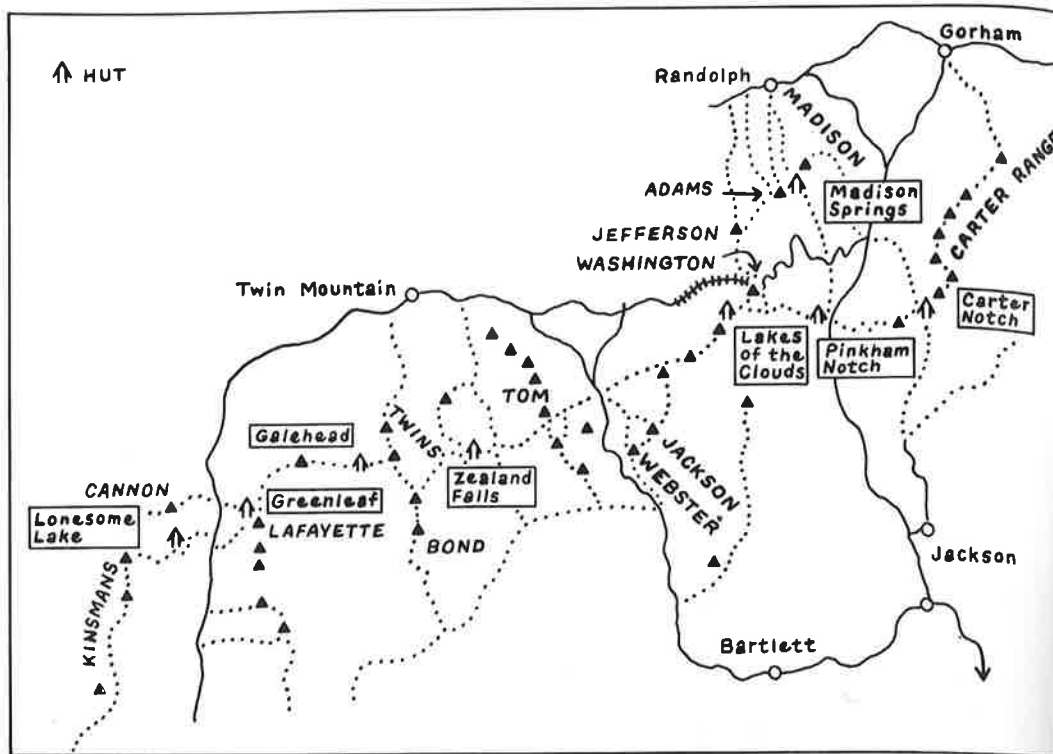 HUT
Gorham
Randolph
MADISON
CARTER RANGE
ADAMS
Madison
Springs
JEFFERSON
WASHINGTON
Twin Mountain
Carter
Notch
Lakes
of the
Clouds
Pinkham
Notch
TOM
TWINS
Galehead
JACKSON
WEBSTER
Zealand
Falls
CANNON
Greenleaf
Lonesome
Lake
LAFAYETTE
BOND
Jackson
KINSMANS
Bartlett